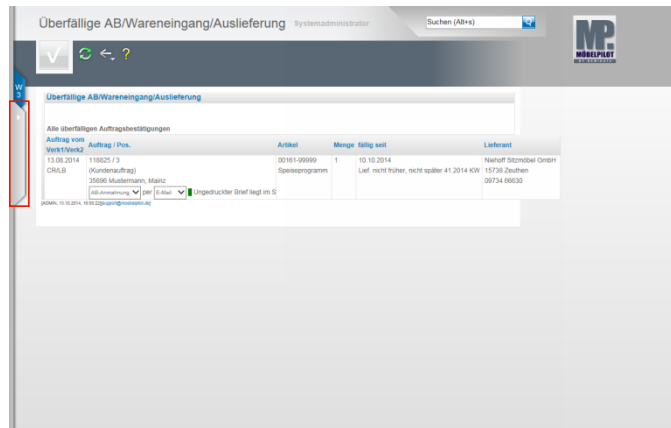 Überfällige AB/Wareneingang/Auslieferung Systemadministrator Suchen (Alt+s)
MP
MÖBELPILOT
?
W
3
Überfällige AB/Wareneingang/Auslieferung
Alle überfälligen Auftragsbestätigungen
Auftrag vom Verk1/Verk2 Auftrag / Pos. Artikel Menge fällig seit Lieferant
13.08.2014 118825 / 3 00161-99999 1 10.10.2014 Niehoff Sitzmöbel GmbH
CR/LB (Kundenauftrag) Speiseprogramm Lief. nicht früher, nicht später 41.2014 KW 15738 Zeuthen
35696 Mustermann, Mainz 09734 66630
AB-Anmahnung per E-Mail Ungedruckter Brief liegt im S